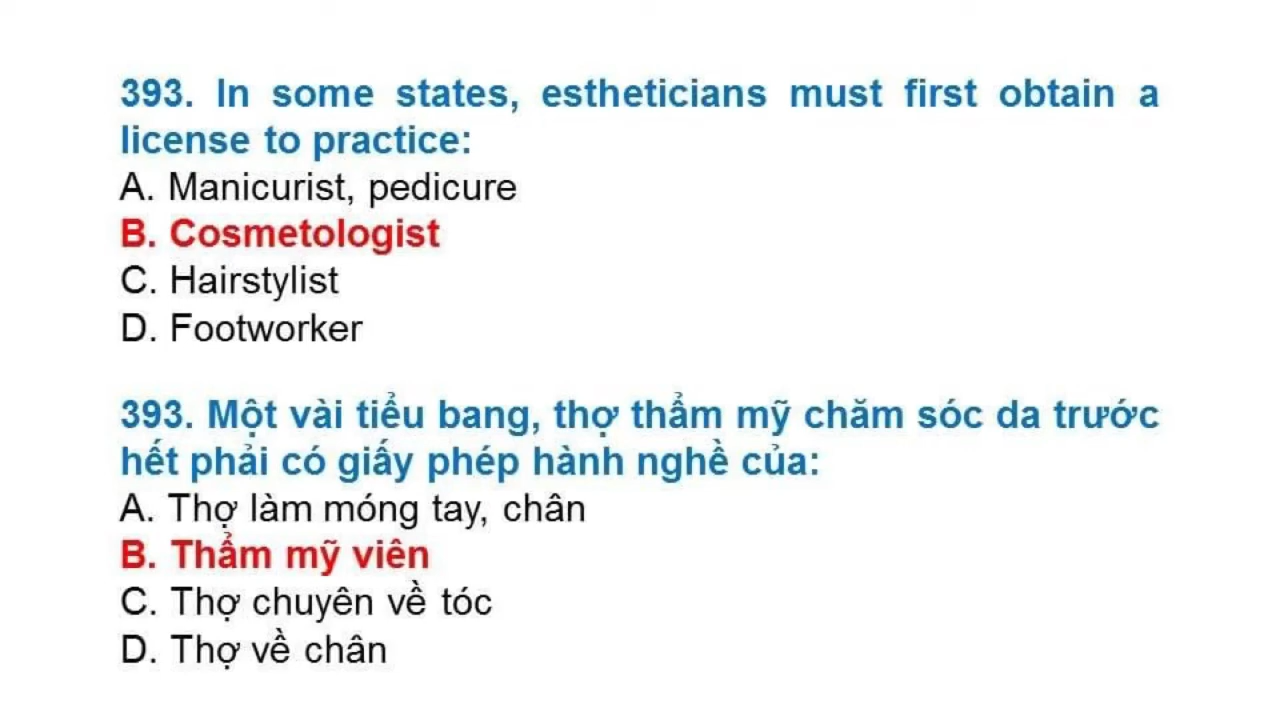 393. In some states, estheticians must first obtain a
license to practice:
A. Manicurist, pedicure
B. Cosmetologist
C. Hairstylist
D. Footworker
393. Một vài tiểu bang, thợ thẩm mỹ chăm sóc da trước
hết phải có giấy phép hành nghề của:
A. Thợ làm móng tay, chân
B. Thẩm mỹ viên
C. Thợ chuyên về tóc
D. Thợ về chân